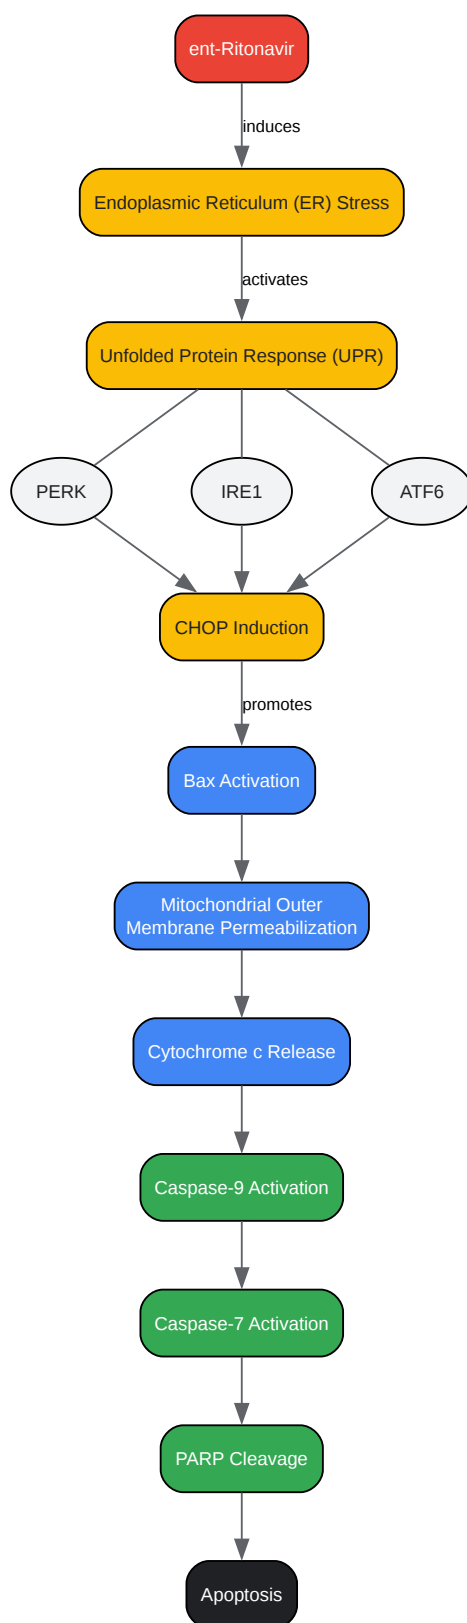 ent-Ritonavir
induces
Endoplasmic Reticulum (ER) Stress
activates
Unfolded Protein Response (UPR)
PERK
IRE1
ATF6
CHOP Induction
promotes
Bax Activation
Mitochondrial Outer
Membrane Permeabilization
Cytochrome c Release
Caspase-9 Activation
Caspase-7 Activation
PARP Cleavage
Apoptosis